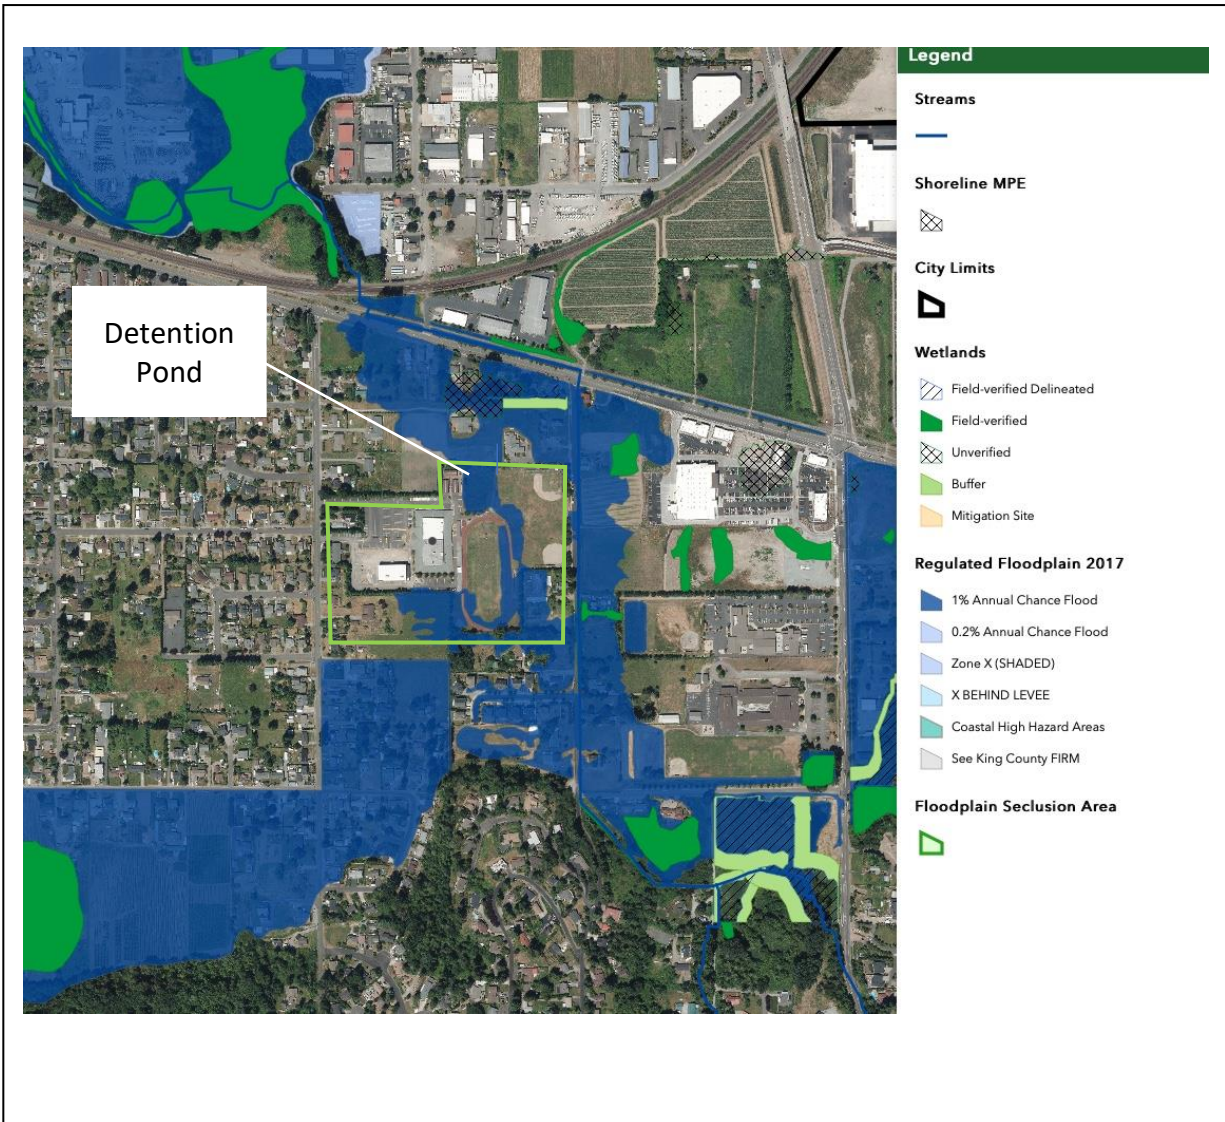 Legend
Streams
Shoreline MPE
City Limits
Wetlands
Field-verified Delineated
Field-verified
Unverified
Buffer
Mitigation Site
Regulated Floodplain 2017
1% Annual Chance Flood
0.2% Annual Chance Flood
Zone X (SHADED)
X BEHIND LEVEE
Coastal High Hazard Areas
See King County FIRM
Floodplain Seclusion Area
Detention
Pond